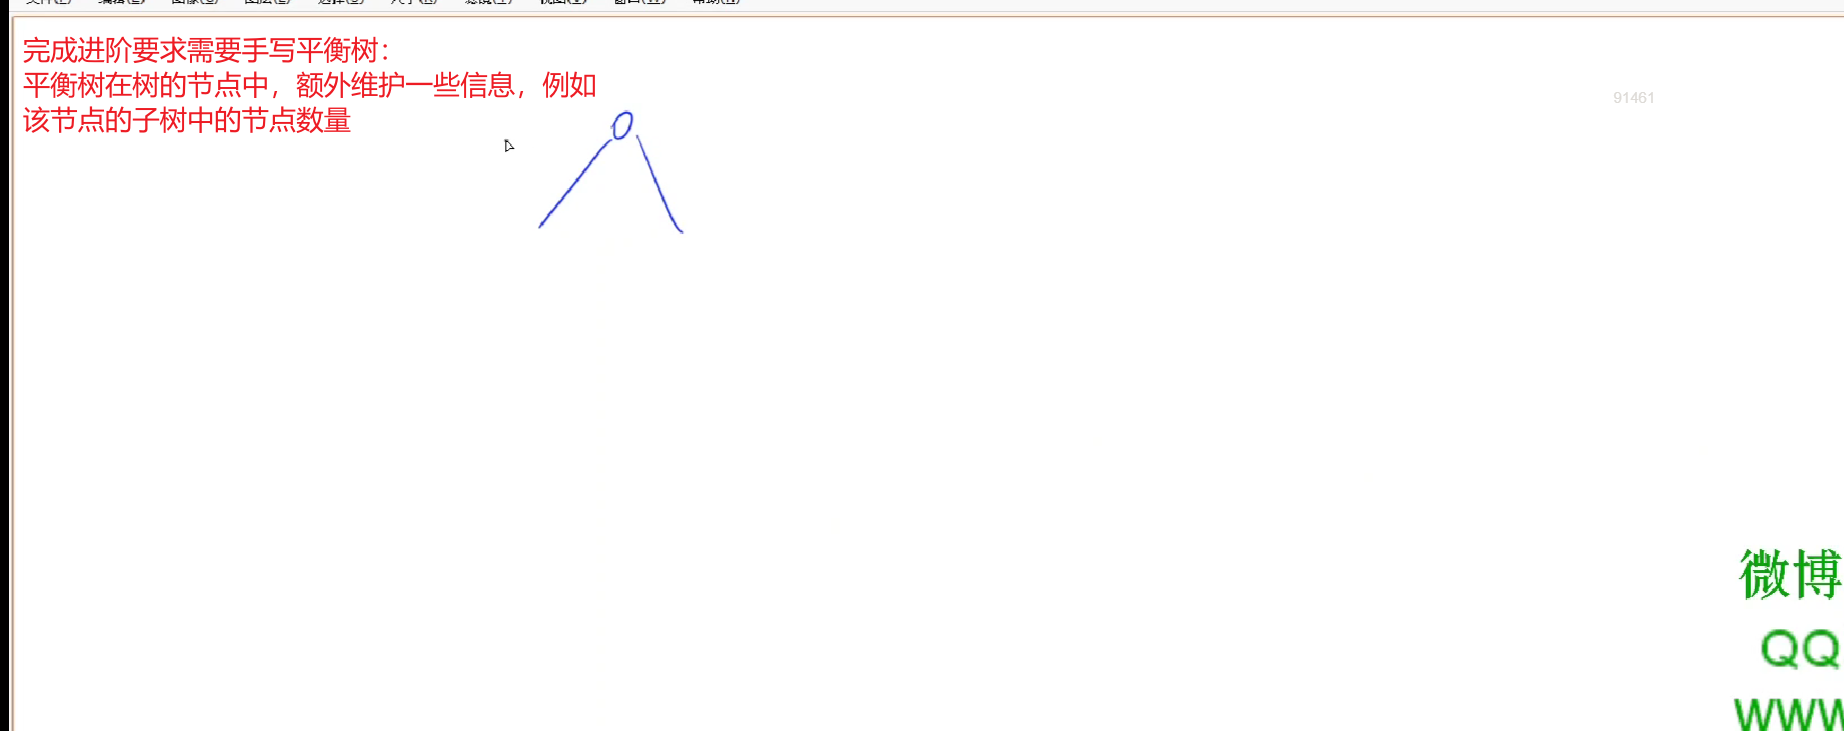 完成进阶要求需要手写平衡树：
平衡树在树的节点中，额外维护一些信息，例如
该节点的子树中的节点数量
91461
微博
QQ
www